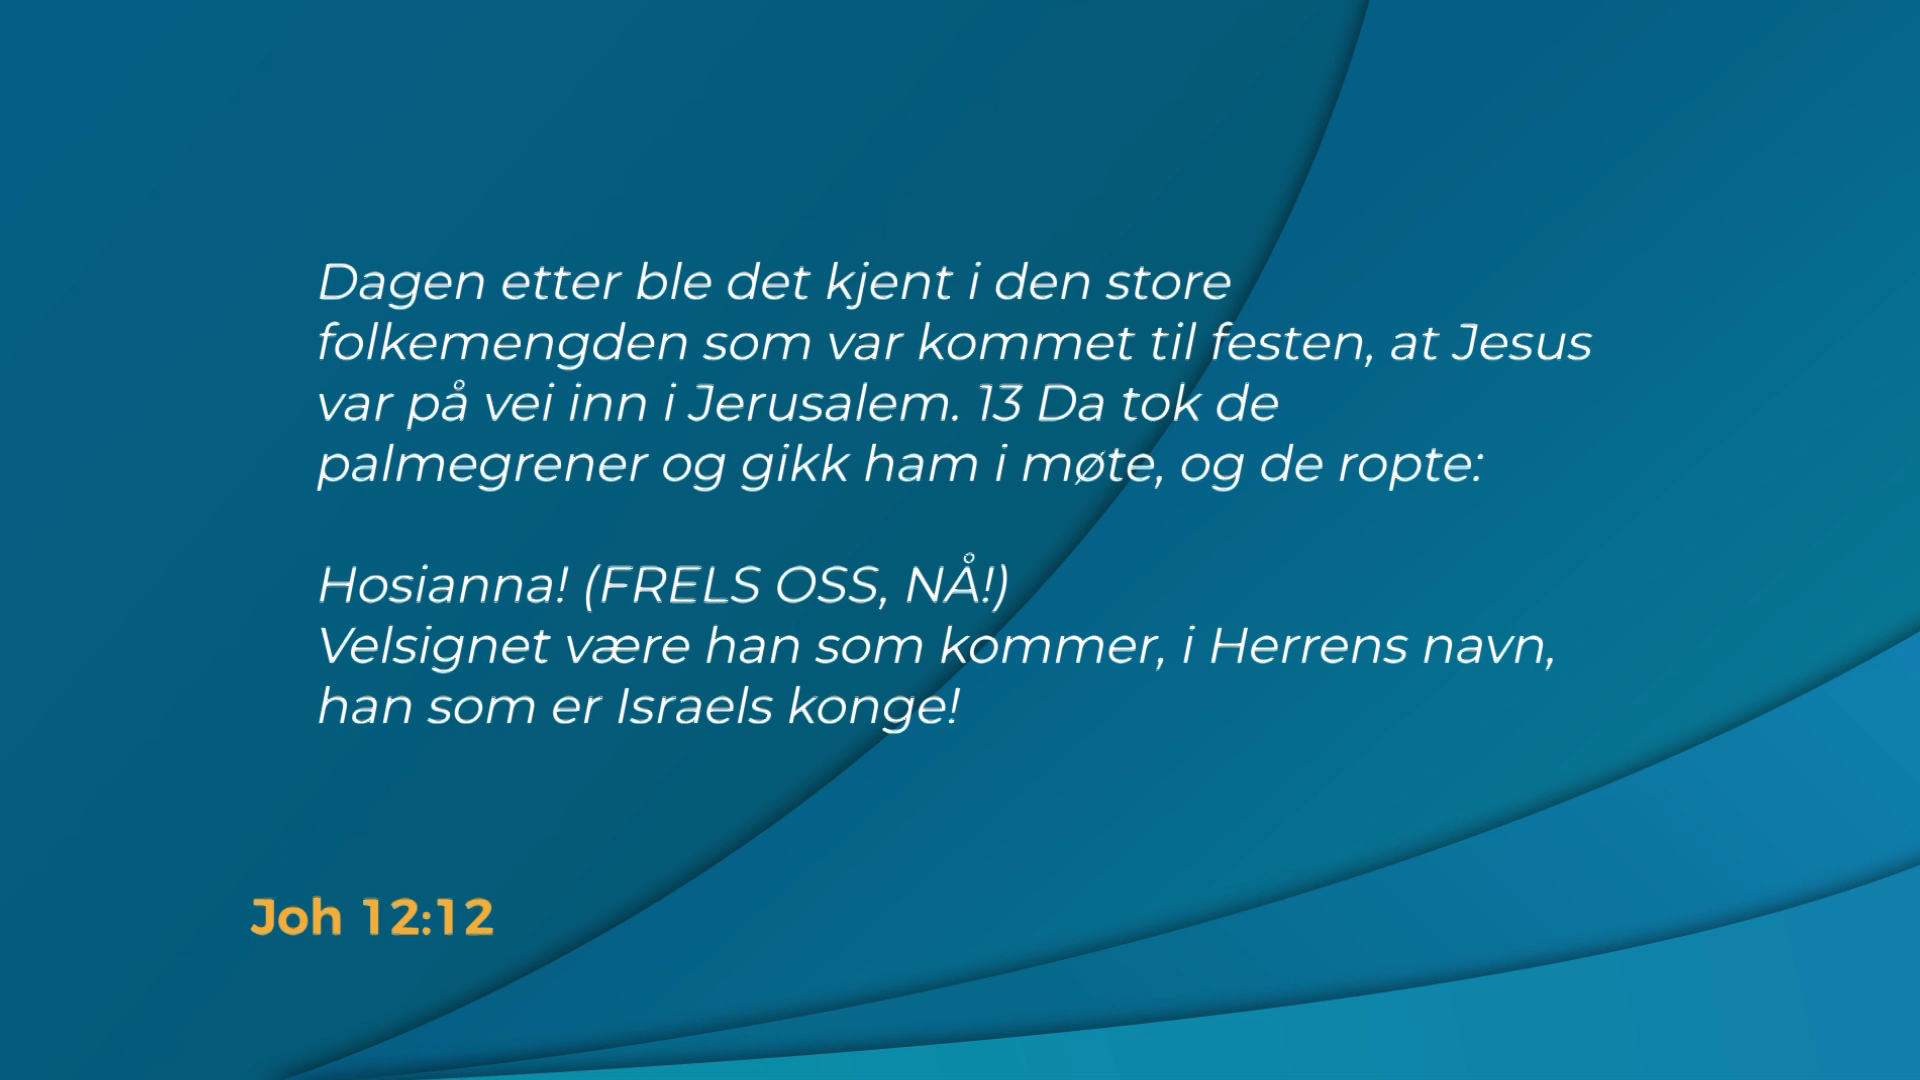 Dagen etter ble det kjent i den store
folkemengden som var kommet til festen, at Jesus
var på vei inn i Jerusalem. 13 Da tok de
palmegrener og gikk ham i møte, og de ropte:
Hosianna! (FRELS OSS, NÅ!)
Velsignet være han som kommer, i Herrens navn,
han som er Israels konge!
Joh 12:12